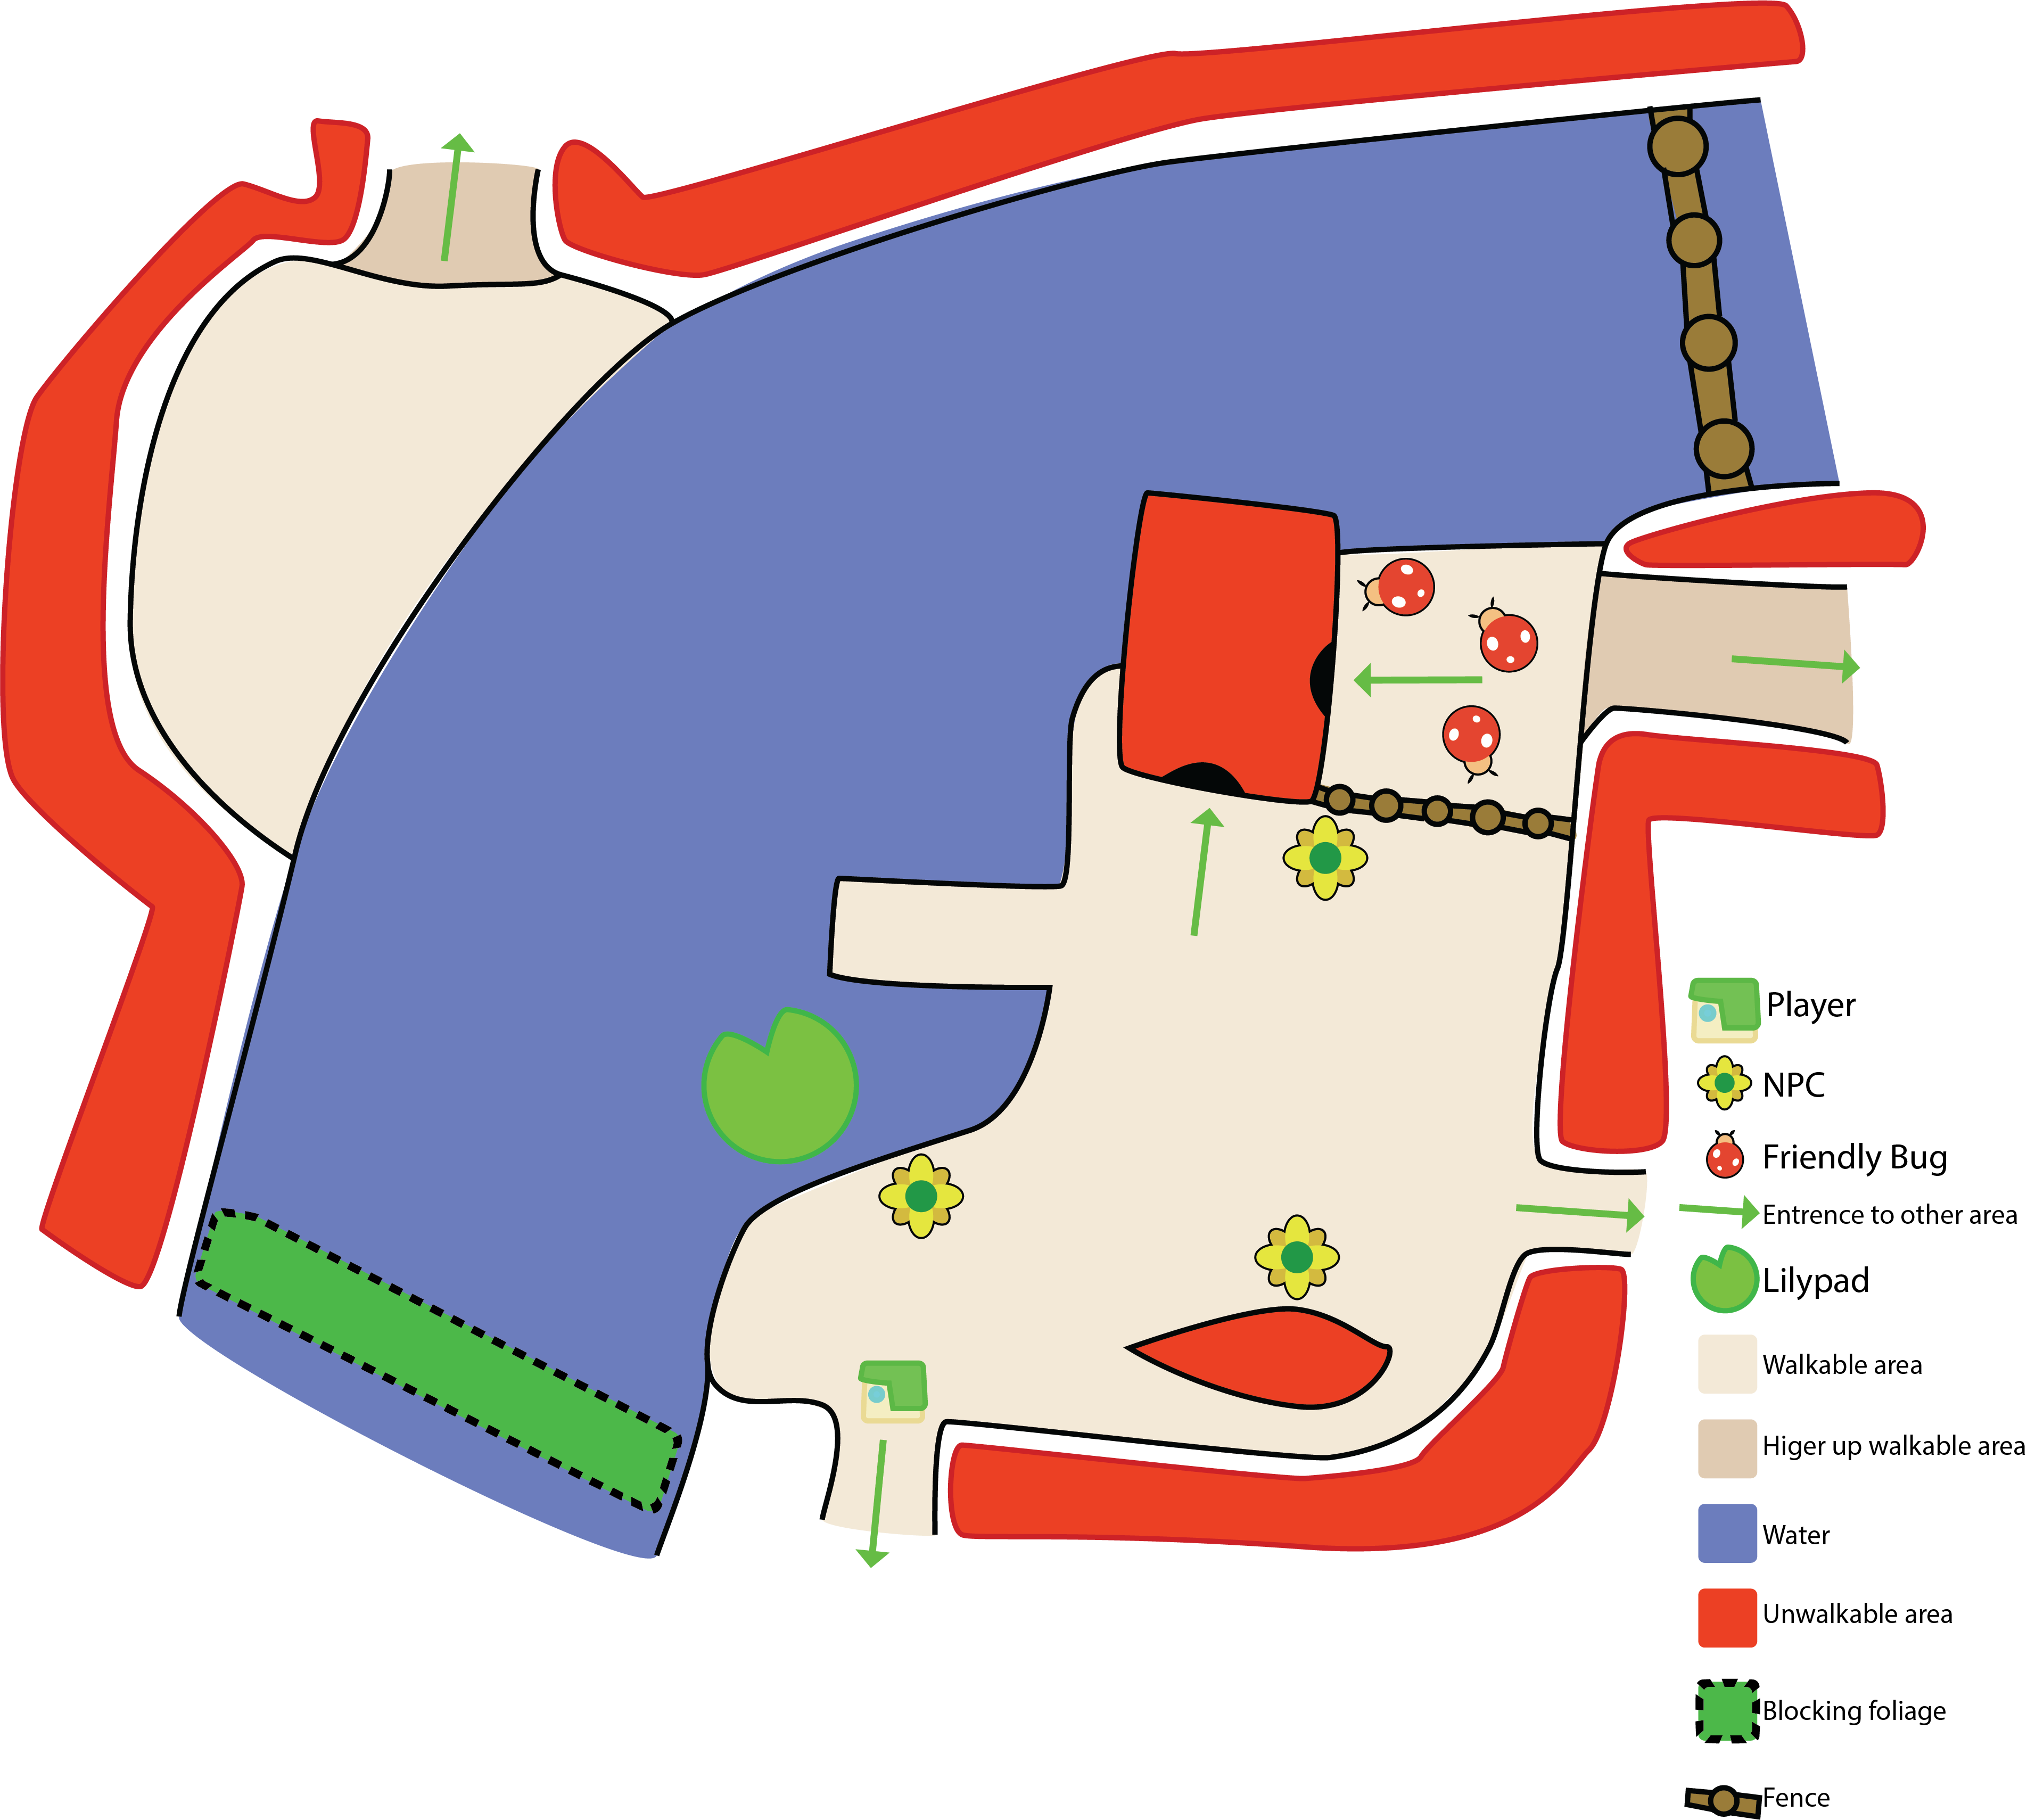 Player
NPC
Friendly Bug
Entrence to other area
Lilypad
Walkable area
Higer up walkable area
Water
Unwalkable area
Blocking foliage
Fence